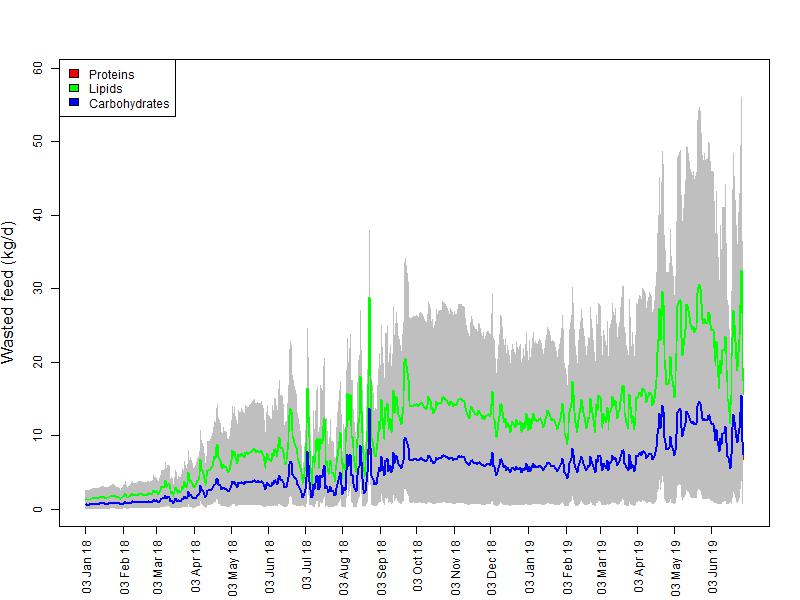 Proteins
Lipids
Carbohydrates
Wasted feed (kg/d)
60
50
40
30
20
10
0
03 Jan 18
03 Feb 18
03 Mar 18
03 Apr 18
03 May 18
03 Jun 18
03 Jul 18
03 Aug 18
03 Sep 18
03 Oct 18
03 Nov 18
03 Dec 18
03 Jan 19
03 Feb 19
03 Mar 19
03 Apr 19
03 May 19
03 Jun 19